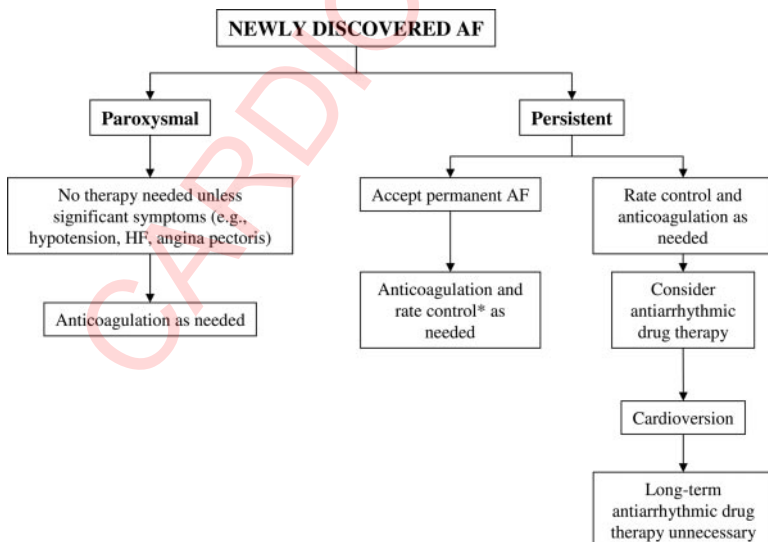 NEWLY DISCOVERED AF
Paroxysmal
Persistent
No therapy needed unless
significant symptoms (e.g.,
hypotension, HF, angina pectoris)
Accept permanent AF
Rate control and
anticoagulation as
needed
Anticoagulation as needed
Anticoagulation and
rate control* as
needed
Consider
antiarrhythmic
drug therapy
Cardioversion
Long-term
antiarrhythmic drug
therapy unnecessary
CARDIO